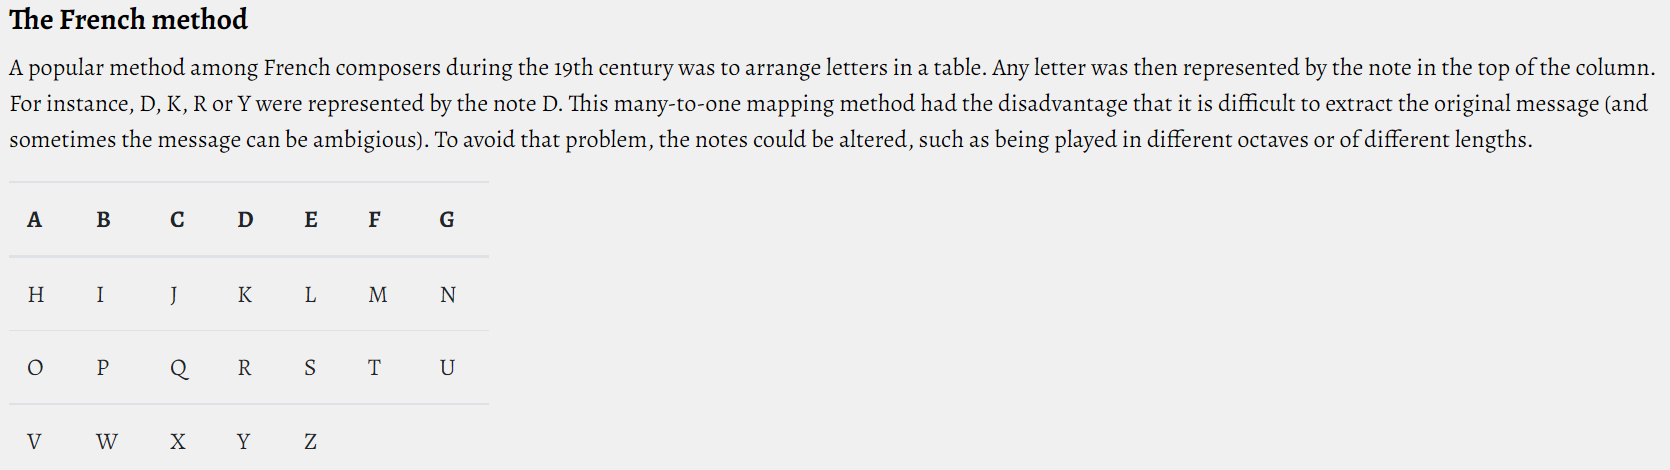 The French method
A popular method among French composers during the 19th century was to arrange letters in a table. Any letter was then represented by the note in the top of the column.
For instance, D, K, R or Y were represented by the note D. This many-to-one mapping method had the disadvantage that it is difficult to extract the original message (and
sometimes the message can be ambigious). To avoid that problem, the notes could be altered, such as being played in different octaves or of different lengths.
A B C D E F G
H I J K L M N
O P Q R S T U
V W X Y Z